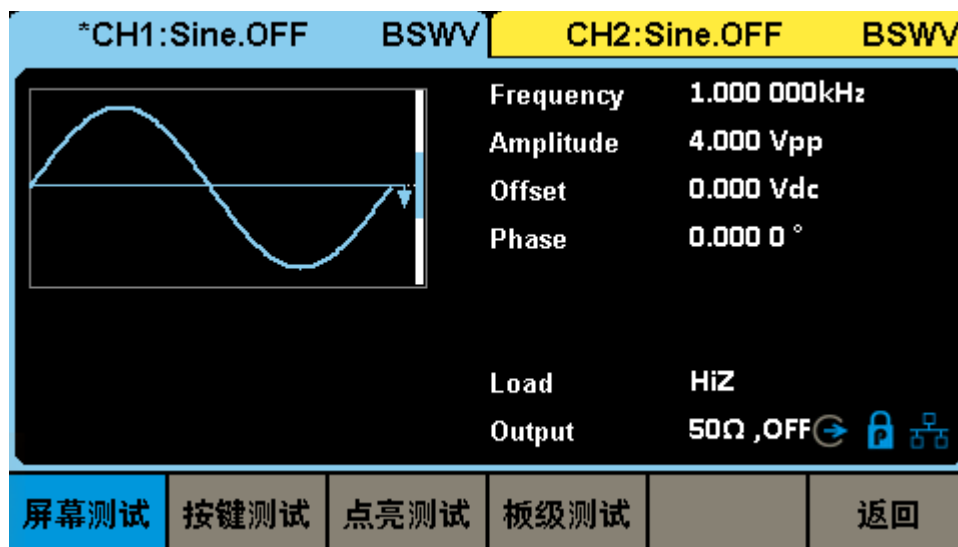 *CH1:Sine.OFF BSWV CH2:Sine.OFF BSWV
Frequency 1.000 000kHz
Amplitude 4.000 Vpp
Offset 0.000 Vdc
Phase 0.000 0 °
Load HiZ
Output 50Ω ,OFF P
屏幕测试 按键测试 点亮测试 板级测试 返回